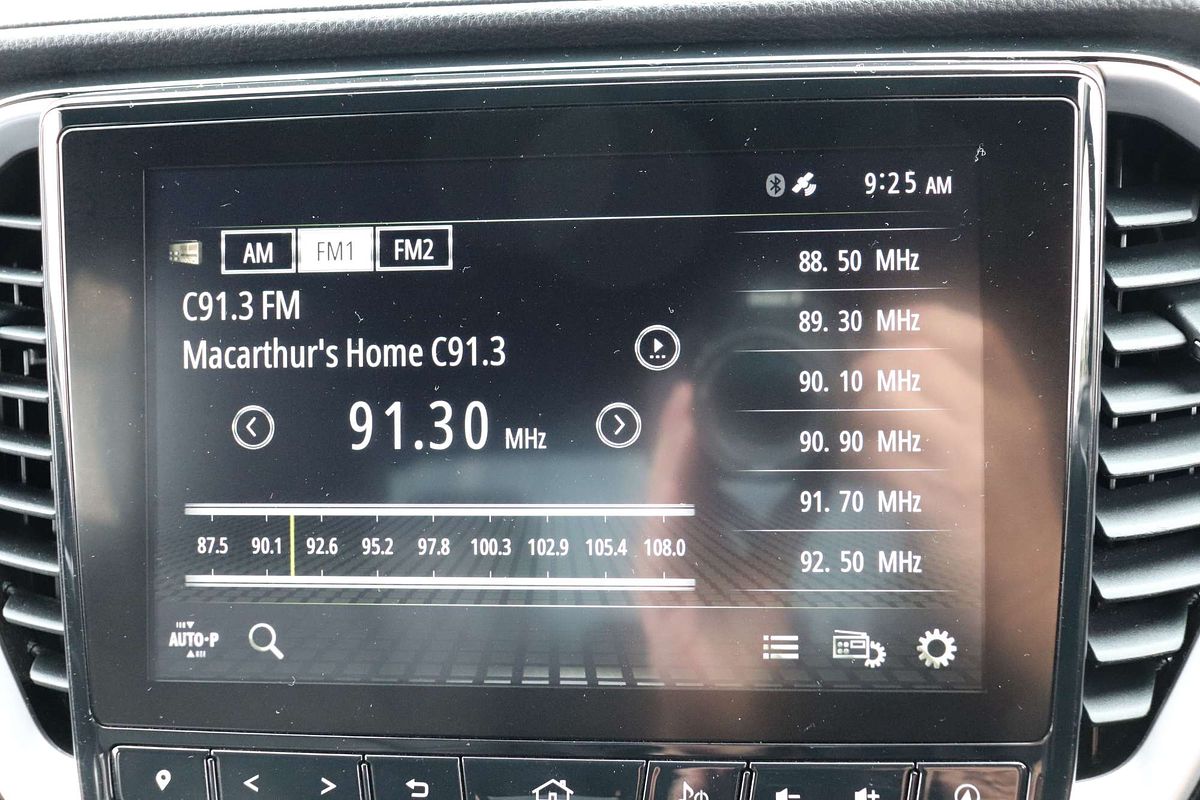 9:25 AM
AM FM1 FM2
C91.3 FM
Macarthur's Home C91.3
91.30 MHz
87.5 90.1 92.6 95.2 97.8 100.3 102.9 105.4 108.0
88. 50 MHz
89. 30 MHz
90. 10 MHz
90. 90 MHz
91. 70 MHz
92. 50 MHz
AUTO-P